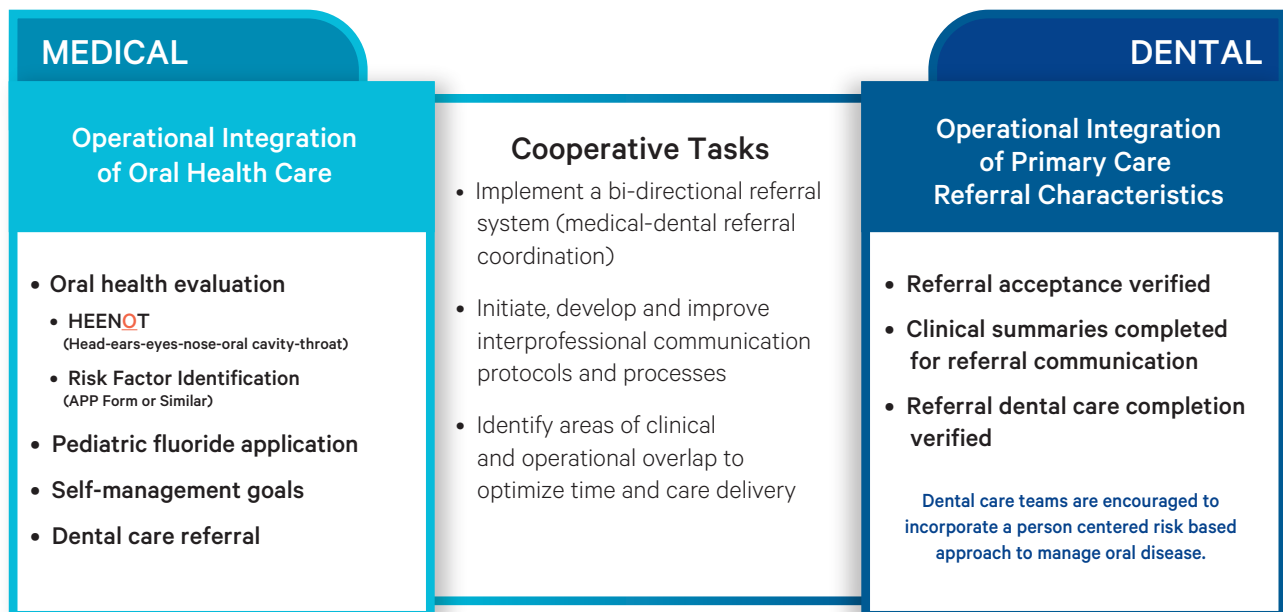 MEDICAL
Operational Integration
of Oral Health Care
• Oral health evaluation
• HEENOT
(Head-ears-eyes-nose-oral cavity-throat)
• Risk Factor Identification
(APP Form or Similar)
• Pediatric fluoride application
• Self-management goals
• Dental care referral
Cooperative Tasks
• Implement a bi-directional referral
system (medical-dental referral
coordination)
• Initiate, develop and improve
interprofessional communication
protocols and processes
• Identify areas of clinical
and operational overlap to
optimize time and care delivery
DENTAL
Operational Integration
of Primary Care
Referral Characteristics
• Referral acceptance verified
• Clinical summaries completed
for referral communication
• Referral dental care completion
verified
Dental care teams are encouraged to
incorporate a person centered risk based
approach to manage oral disease.